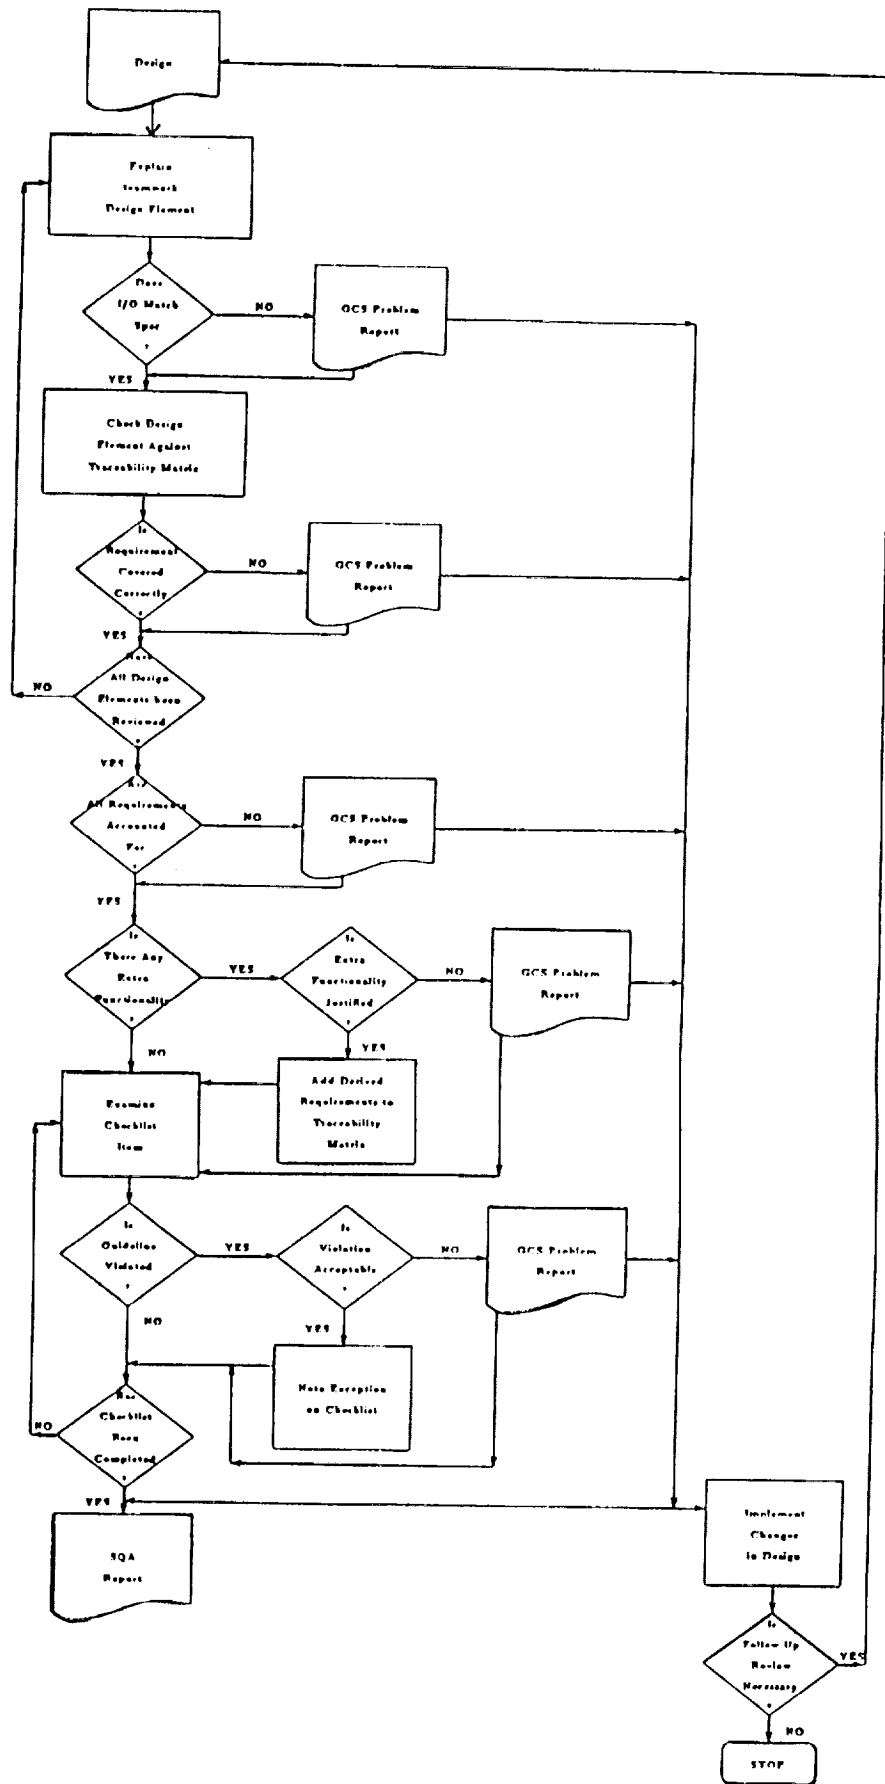 Design
Explain
teamwork
Design Element
Does
I/O Match
Spec
?
NO
GCS Problem
Report
YES
Check Design
Element Against
Traceability Matrix
Is
Requirement
Covered
Correctly
?
NO
GCS Problem
Report
YES
Have
All Design
Elements been
Reviewed
?
NO
YES
Are
All Requirements
Accounted
For
?
NO
GCS Problem
Report
YES
Is
There Any
Extra
Functionality
?
YES
Is
Extra
Functionality
Justified
?
NO
GCS Problem
Report
NO
YES
Add Derived
Requirements to
Traceability
Matrix
Examine
Checklist
Item
Is
Guideline
Violated
?
YES
Is
Violation
Acceptable
?
NO
GCS Problem
Report
NO
YES
Note Exception
on Checklist
Has
Checklist
Been
Completed
?
NO
YES
SQA
Report
Implement
Changes
in Design
Is
Follow Up
Review
Necessary
?
YES
NO
STOP